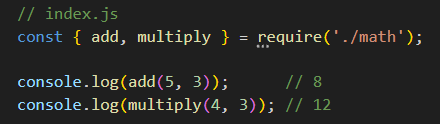 // index.js
const { add, multiply } = require('./math');
console.log(add(5, 3));      // 8
console.log(multiply(4, 3)); // 12